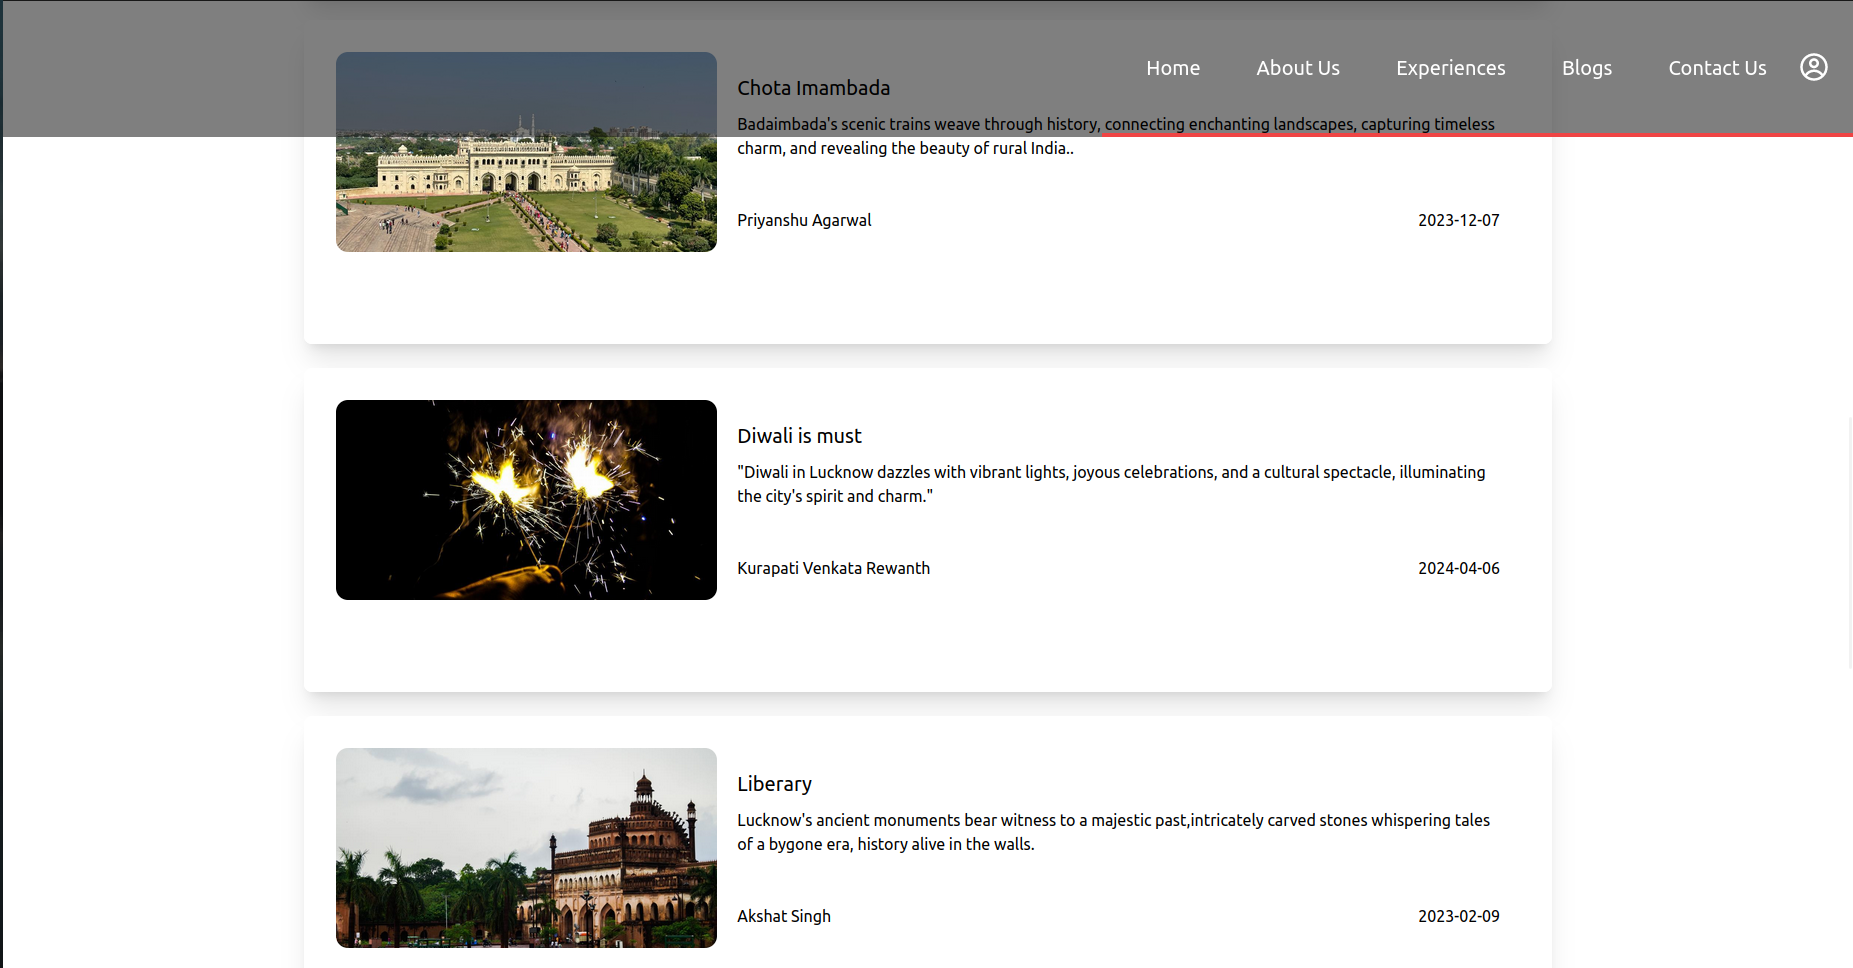 Home About Us Experiences Blogs Contact Us
Chota Imambada
Badaimbada's scenic trains weave through history, connecting enchanting landscapes, capturing timeless
charm, and revealing the beauty of rural India..
Priyanshu Agarwal 2023-12-07
Diwali is must
"Diwali in Lucknow dazzles with vibrant lights, joyous celebrations, and a cultural spectacle, illuminating
the city's spirit and charm."
Kurapati Venkata Rewanth 2024-04-06
Liberary
Lucknow's ancient monuments bear witness to a majestic past,intricately carved stones whispering tales
of a bygone era, history alive in the walls.
Akshat Singh 2023-02-09